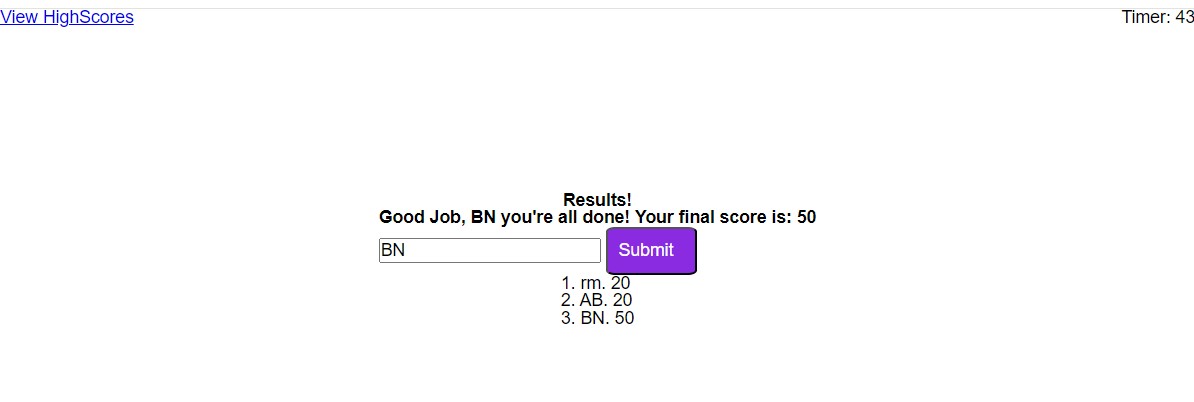 View HighScores
Timer: 43
Results!
Good Job, BN you're all done! Your final score is: 50
BN Submit
1. rm. 20
2. AB. 20
3. BN. 50